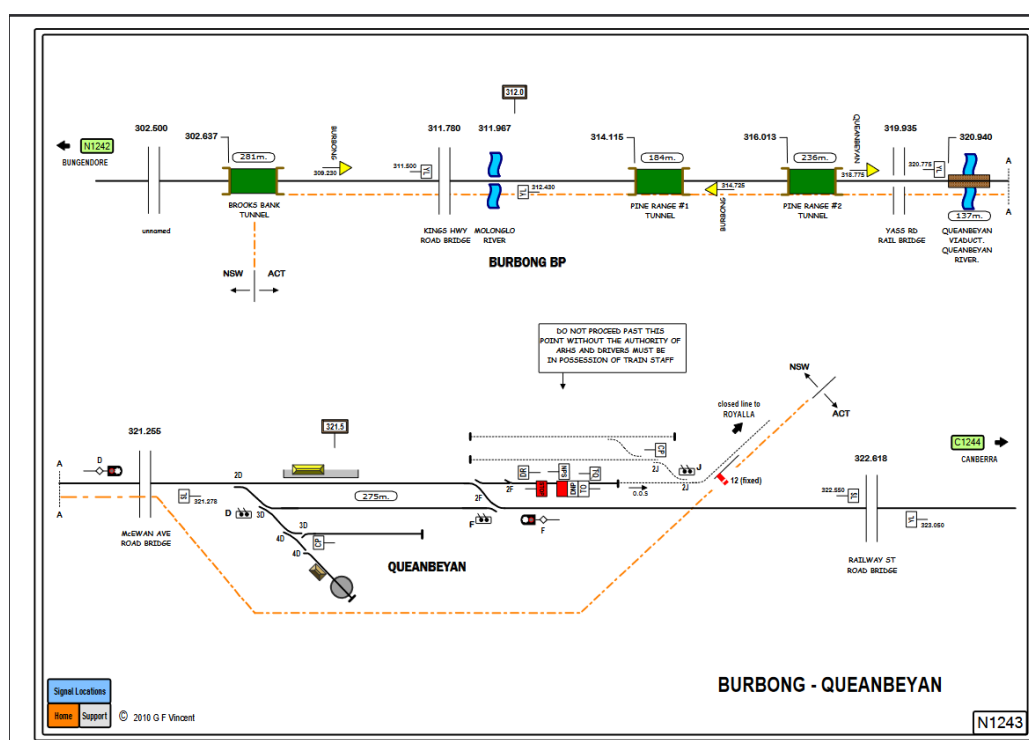 312.0
302.500
302.637
311.780
311.967
314.115
316.013
319.935
320.940
N1242
BUNGENDORE
281m.
BURBONG
309.230
311.500
YL
184m.
236m.
QUEANBEYAN
318.775
320.775
YL
A
YL
312.430
314.725
BURBONG
unnamed
BROOKS BANK
TUNNEL
KINGS HWY
ROAD BRIDGE
MOLONGLO
RIVER
PINE RANGE #1
TUNNEL
PINE RANGE #2
TUNNEL
YASS RD
RAIL BRIDGE
137m.
QUEANBEYAN
VIADUCT.
QUEANBEYAN
RIVER.
A
BURBONG BP
NSW
ACT
DO NOT PROCEED PAST THIS
POINT WITHOUT THE AUTHORITY OF
ARHS AND DRIVERS MUST BE
IN POSSESSION OF TRAIN STAFF
NSW
ACT
closed line to
ROYALLA
321.255
321.5
C1244
CANBERRA
322.618
A
D
2D
CP
2J
J
2J
12 (fixed)
DR
NPS
TO
2F
STOP
DHP
TO
O.O.S
275m.
2F
A
321.278
322.550
323.050
D
3D
3D
4D
4D
CP
F
F
McEWAN AVE
ROAD BRIDGE
QUEANBEYAN
RAILWAY ST
ROAD BRIDGE
BURBONG - QUEANBEYAN
Signal Locations
Home
Support
© 2010 G F Vincent
N1243